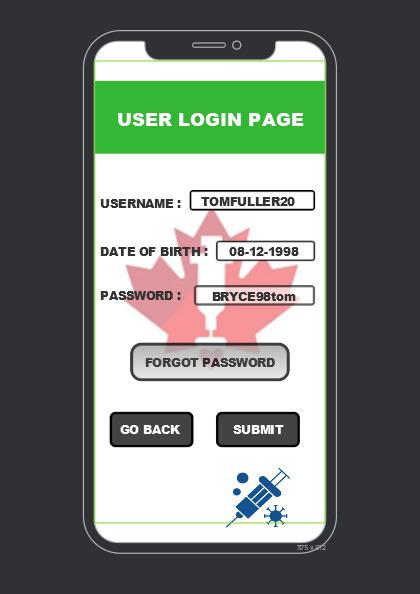 USER LOGIN PAGE
USERNAME : TOMFULLER20
DATE OF BIRTH : 08-12-1998
PASSWORD : BRYCE98tom
FORGOT PASSWORD
GO BACK SUBMIT
375 x 812